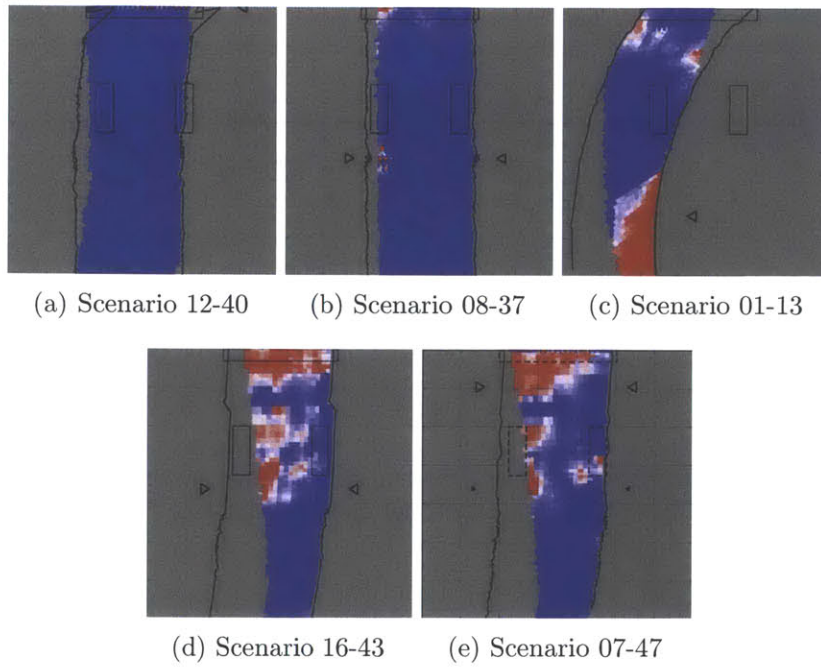 (a) Scenario 12-40
(b) Scenario 08-37
(c) Scenario 01-13
(d) Scenario 16-43
(e) Scenario 07-47